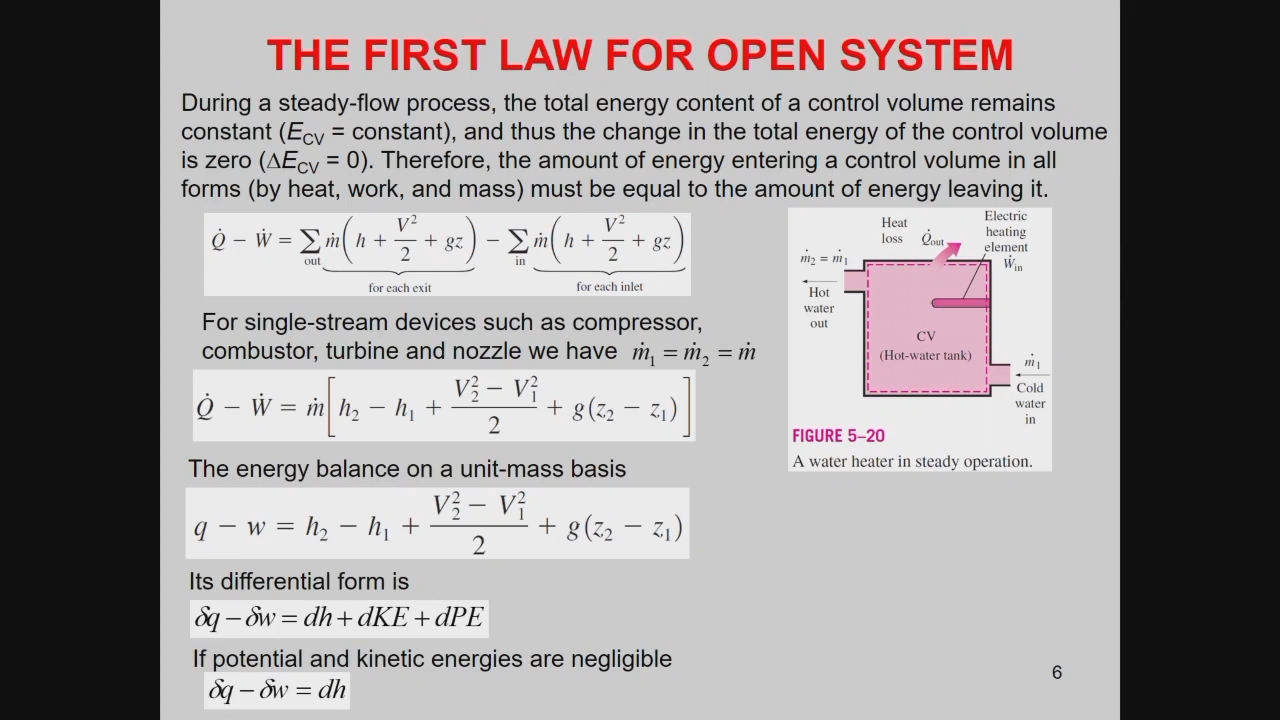 THE FIRST LAW FOR OPEN SYSTEM
During a steady-flow process, the total energy content of a control volume remains
constant (E_CV = constant), and thus the change in the total energy of the control volume
is zero (ΔE_CV = 0). Therefore, the amount of energy entering a control volume in all
forms (by heat, work, and mass) must be equal to the amount of energy leaving it.
Q̇ − Ẇ = ∑_out ṁ(h + V²/2 + gz) − ∑_in ṁ(h + V²/2 + gz)
for each exit for each inlet
For single-stream devices such as compressor,
combustor, turbine and nozzle we have ṁ₁ = ṁ₂ = ṁ
Q̇ − Ẇ = ṁ[h₂ − h₁ + (V₂² − V₁²)/2 + g(z₂ − z₁)]
The energy balance on a unit-mass basis
q − w = h₂ − h₁ + (V₂² − V₁²)/2 + g(z₂ − z₁)
Its differential form is
δq − δw = dh + dKE + dPE
If potential and kinetic energies are negligible
δq − δw = dh
Heat
loss
Q̇out
Electric
heating
element
Ẇin
ṁ₂ = ṁ₁
Hot
water
out
CV
(Hot-water tank)
ṁ₁
Cold
water
in
FIGURE 5–20
A water heater in steady operation.
6